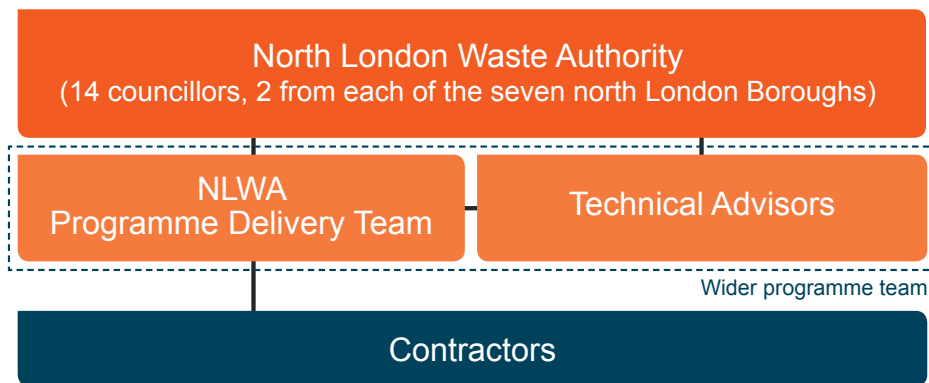 North London Waste Authority
(14 councillors, 2 from each of the seven north London Boroughs)
NLWA
Programme Delivery Team
Technical Advisors
Wider programme team
Contractors